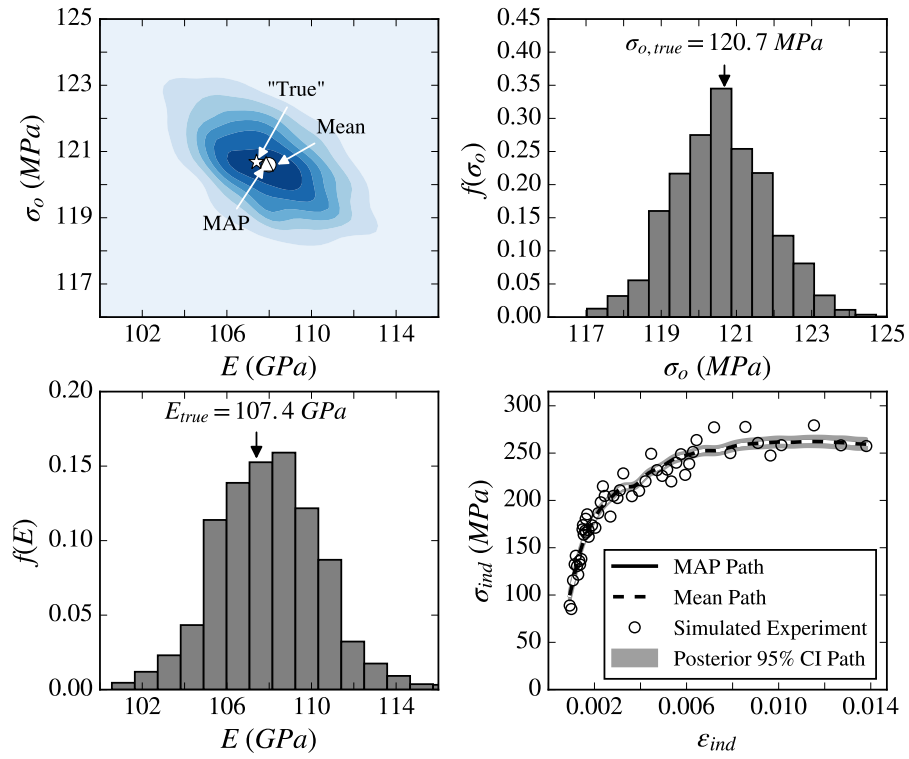 125
123
121
119
117
σo (MPa)
"True"
Mean
MAP
102
106
110
114
E (GPa)
0.45
0.40
0.35
0.30
0.25
0.20
0.15
0.10
0.05
0.00
f(σo)
σo,true = 120.7 MPa
117
119
121
123
125
σo (MPa)
0.20
0.15
0.10
0.05
0.00
f(E)
Etrue = 107.4 GPa
102
106
110
114
E (GPa)
300
250
200
150
100
50
0
σind (MPa)
MAP Path
Mean Path
Simulated Experiment
Posterior 95% CI Path
0.002
0.006
0.010
0.014
εind